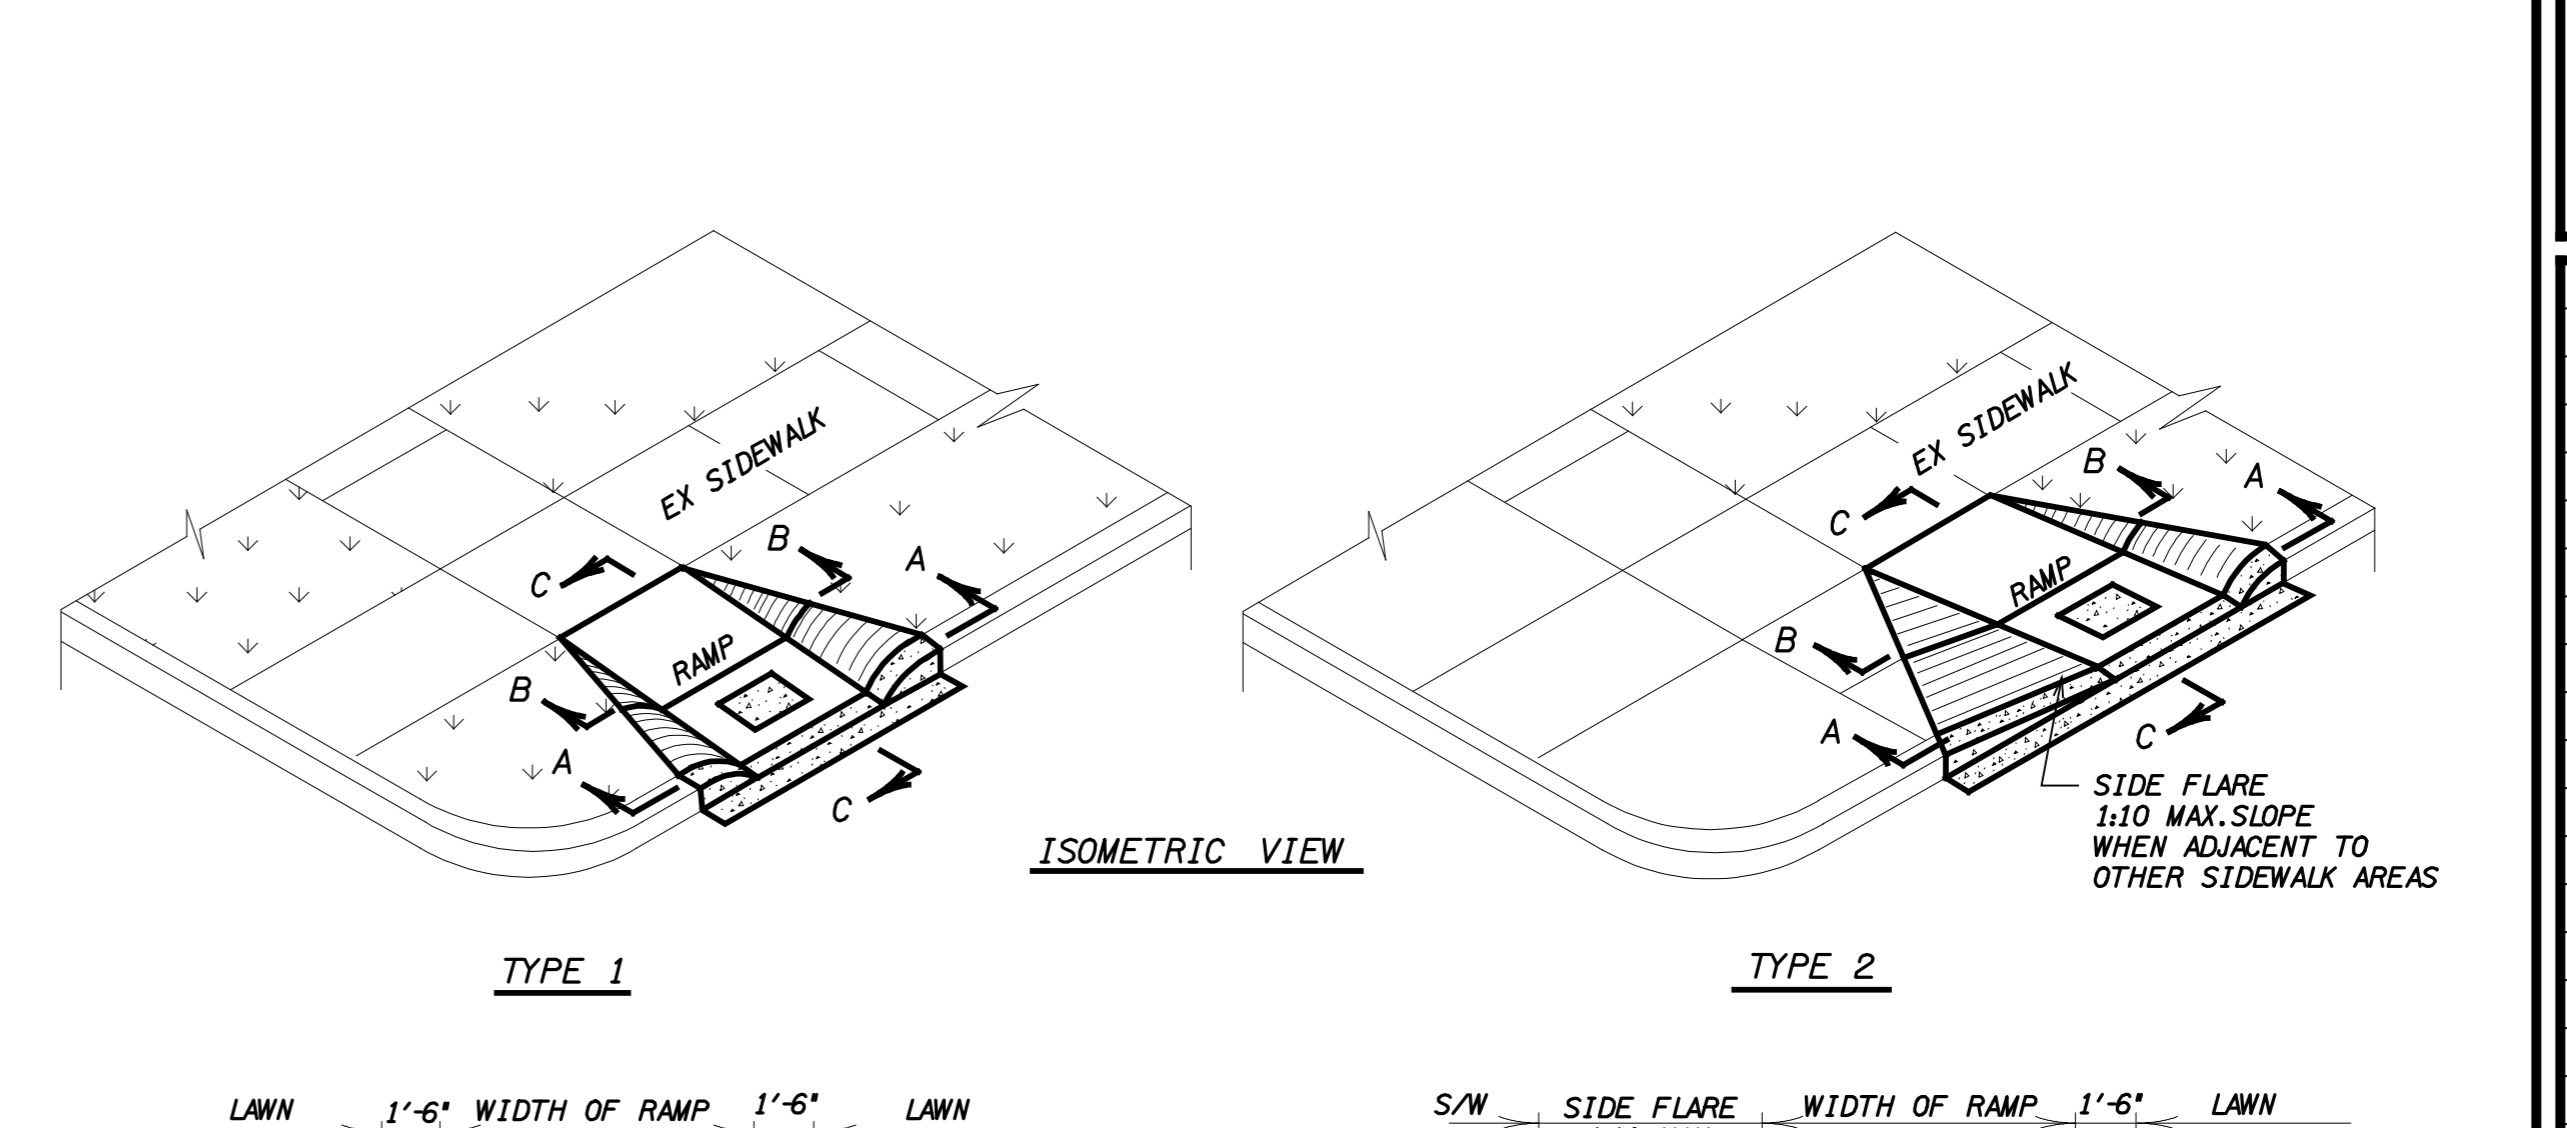 EX SIDEWALK
B
A
C
RAMP
B
A
C
TYPE 1
ISOMETRIC VIEW
EX SIDEWALK
B
A
C
RAMP
B
A
C
SIDE FLARE
1:10 MAX.SLOPE
WHEN ADJACENT TO
OTHER SIDEWALK AREAS
TYPE 2
LAWN 1'-6" WIDTH OF RAMP 1'-6" LAWN
S/W SIDE FLARE WIDTH OF RAMP 1'-6" LAWN